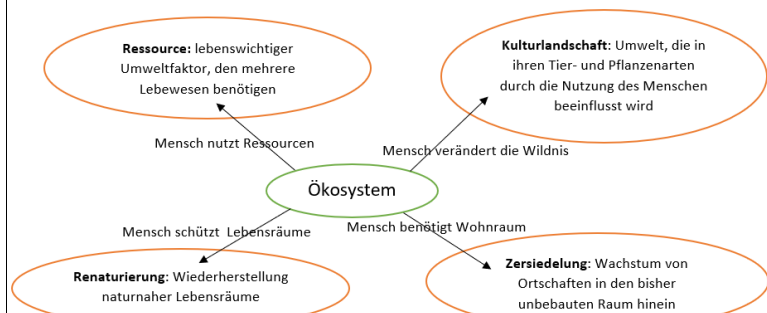 Ressource: lebenswichtiger
Umweltfaktor, den mehrere
Lebewesen benötigen
Kulturlandschaft: Umwelt, die in
ihren Tier- und Pflanzenarten
durch die Nutzung des Menschen
beeinflusst wird
Mensch nutzt Ressourcen
Mensch verändert die Wildnis
Ökosystem
Mensch schützt Lebensräume
Mensch benötigt Wohnraum
Renaturierung: Wiederherstellung
naturnaher Lebensräume
Zersiedelung: Wachstum von
Ortschaften in den bisher
unbebauten Raum hinein